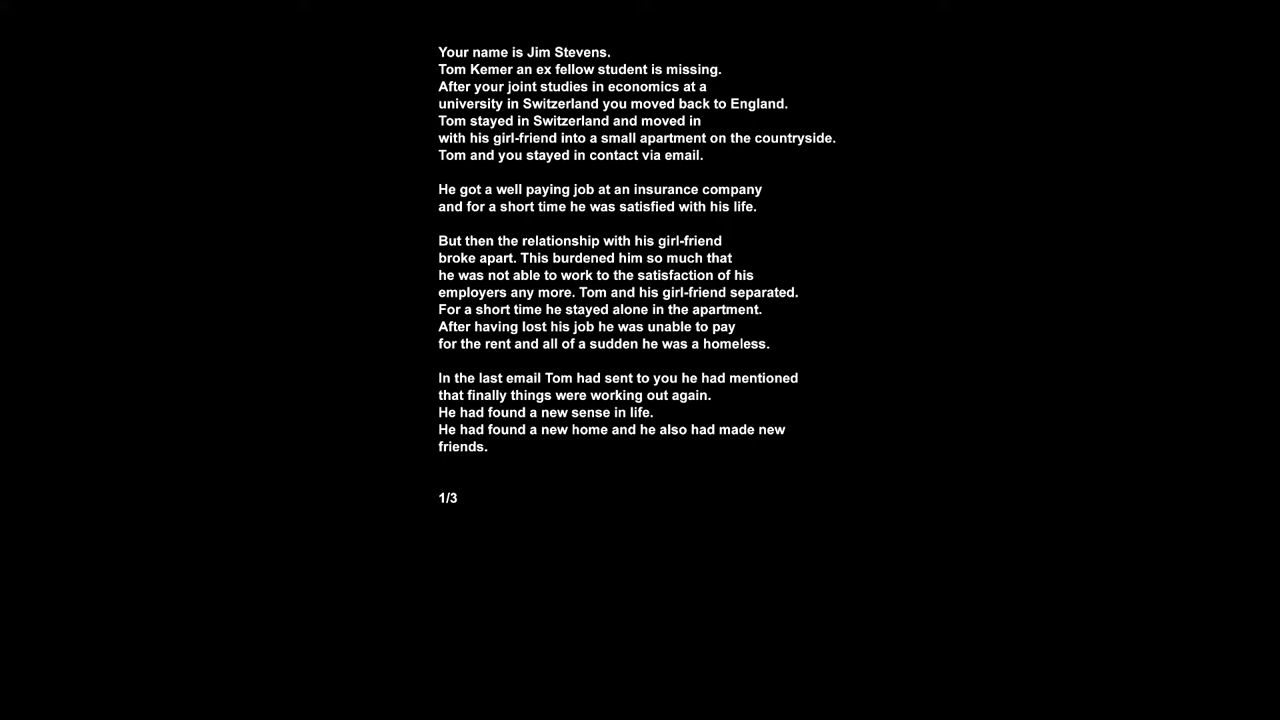 Your name is Jim Stevens.
Tom Kemer an ex fellow student is missing.
After your joint studies in economics at a
university in Switzerland you moved back to England.
Tom stayed in Switzerland and moved in
with his girl-friend into a small apartment on the countryside.
Tom and you stayed in contact via email.
He got a well paying job at an insurance company
and for a short time he was satisfied with his life.
But then the relationship with his girl-friend
broke apart. This burdened him so much that
he was not able to work to the satisfaction of his
employers any more. Tom and his girl-friend separated.
For a short time he stayed alone in the apartment.
After having lost his job he was unable to pay
for the rent and all of a sudden he was a homeless.
In the last email Tom had sent to you he had mentioned
that finally things were working out again.
He had found a new sense in life.
He had found a new home and he also had made new
friends.
1/3